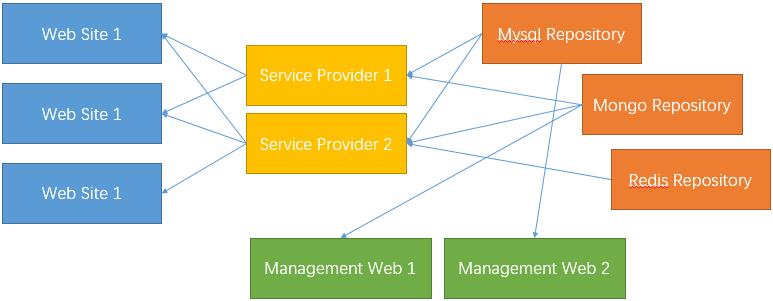 Web Site 1
Service Provider 1
Mysql Repository
Web Site 1
Service Provider 2
Mongo Repository
Web Site 1
Redis Repository
Management Web 1
Management Web 2